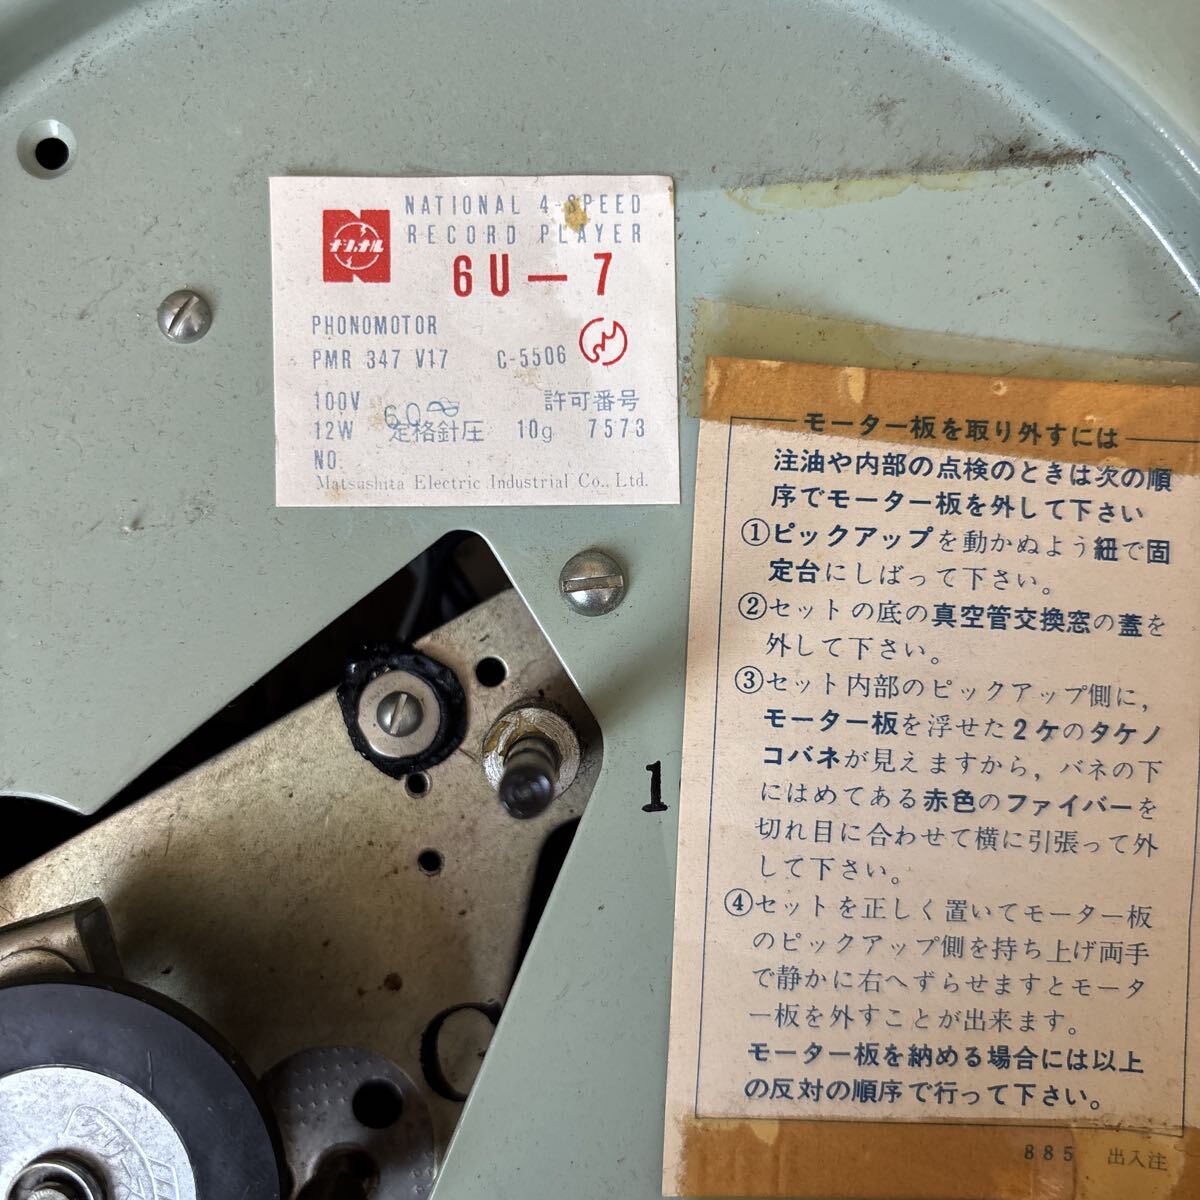 NATIONAL 4-SPEED
RECORD PLAYER
ナショナル
6U—7
PHONOMOTOR
PMR 347 V17 C-5506
100V 60∞ 許可番号
12W 定格針圧 10g 7573
NO.
Matsushita Electric Industrial Co., Ltd.
モーター板を取り外すには
注油や内部の点検のときは次の順
序でモーター板を外して下さい
①ピックアップを動かぬよう紐で固
定台にしばって下さい。
②セットの底の真空管交換窓の蓋を
外して下さい。
③セット内部のピックアップ側に,
モーター板を浮せた2ケのタケノ
コバネが見えますから,バネの下
にはめてある赤色のファイバーを
切れ目に合わせて横に引張って外
して下さい。
④セットを正しく置いてモーター板
のピックアップ側を持ち上げ両手
で静かに右へずらせますとモータ
ー板を外すことが出来ます。
モーター板を納める場合には以上
の反対の順序で行って下さい。
885 出入注
1